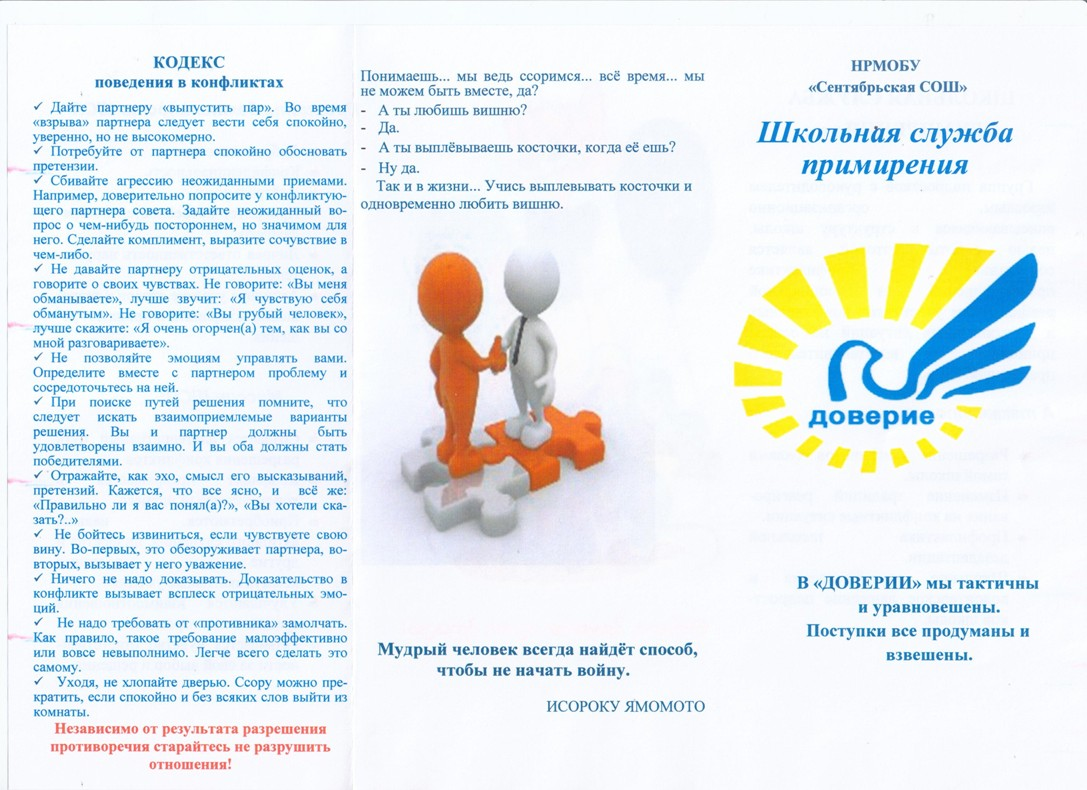 КОДЕКС
поведения в конфликтах
✓ Дайте партнеру «выпустить пар». Во время
«взрыва» партнера следует вести себя спокойно,
уверенно, но не высокомерно.
✓ Потребуйте от партнера спокойно обосновать
претензии.
✓ Сбивайте агрессию неожиданными приемами.
Например, доверительно попросите у конфликтую-
щего партнера совета. Задайте неожиданный во-
прос о чем-нибудь постороннем, но значимом для
него. Сделайте комплимент, выразите сочувствие в
чем-либо.
✓ Не давайте партнеру отрицательных оценок, а
говорите о своих чувствах. Не говорите: «Вы меня
обманываете», лучше звучит: «Я чувствую себя
обманутым». Не говорите: «Вы грубый человек»,
лучше скажите: «Я очень огорчен(а) тем, как вы со
мной разговариваете».
✓ Не позволяйте эмоциям управлять вами.
Определите вместе с партнером проблему и
сосредоточьтесь на ней.
✓ При поиске путей решения помните, что
следует искать взаимоприемлемые варианты
решения. Вы и партнер должны быть
удовлетворены взаимно. И вы оба должны стать
победителями.
✓ Отражайте, как эхо, смысл его высказываний,
претензий. Кажется, что все ясно, и все же:
«Правильно ли я вас понял(а)?», «Вы хотели ска-
зать?..»
✓ Не бойтесь извиниться, если чувствуете свою
вину. Во-первых, это обезоруживает партнера, во-
вторых, вызывает у него уважение.
✓ Ничего не надо доказывать. Доказательство в
конфликте вызывает всплеск отрицательных эмо-
ций.
✓ Не надо требовать от «противника» замолчать.
Как правило, такое требование малоэффективно
или вовсе невыполнимо. Легче всего сделать это
самому.
✓ Уходя, не хлопайте дверью. Ссору можно пре-
кратить, если спокойно и без всяких слов выйти из
комнаты.
Независимо от результата разрешения
противоречия старайтесь не разрушить
отношения!
Понимаешь... мы ведь ссоримся... всё время... мы
не можем быть вместе, да?
- А ты любишь вишню?
- Да.
- А ты выплёвываешь косточки, когда её ешь?
- Ну да.
Так и в жизни... Учись выплевывать косточки и
одновременно любить вишню.
Мудрый человек всегда найдёт способ,
чтобы не начать войну.
ИСОРОКУ ЯМОМОТО
НРМОБУ
«Сентябрьская СОШ»
Школьная служба
примирения
доверие
В «ДОВЕРИИ» мы тактичны
и уравновешены.
Поступки все продуманы и
взвешены.